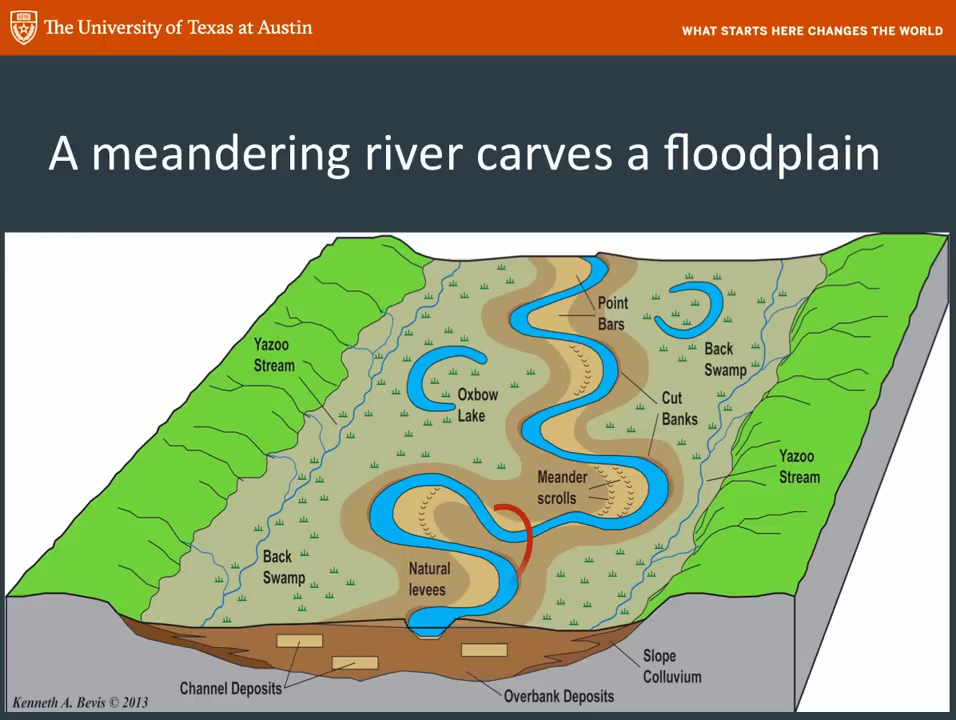 The University of Texas at Austin
WHAT STARTS HERE CHANGES THE WORLD
A meandering river carves a floodplain
Point
Bars
Back
Swamp
Yazoo
Stream
Oxbow
Lake
Cut
Banks
Yazoo
Stream
Meander
scrolls
Back
Swamp
Natural
levees
Slope
Colluvium
Channel Deposits
Overbank Deposits
Kenneth A. Bevis © 2013